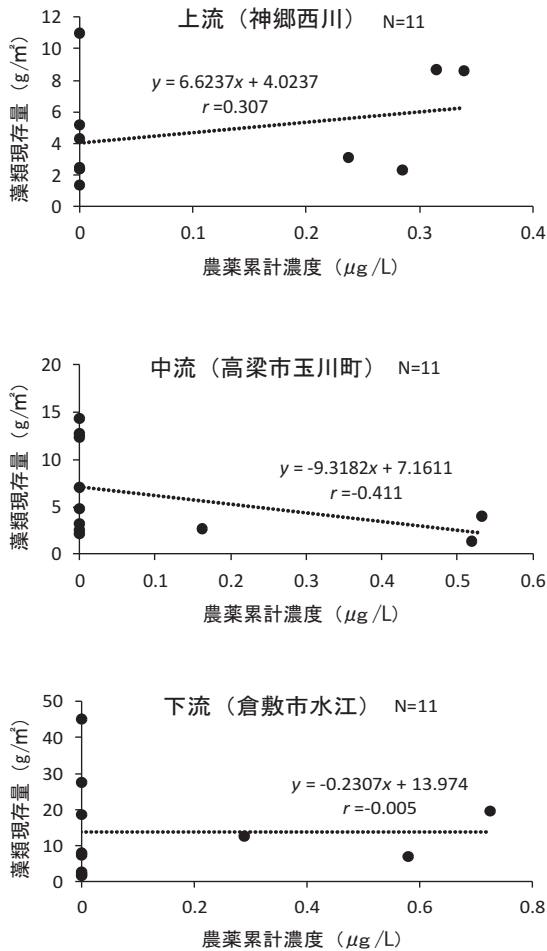 上流（神郷西川） N=11
藻類現存量（g/㎡）
12
10
8
6
4
2
0
y = 6.6237x + 4.0237
r =0.307
0 0.1 0.2 0.3 0.4
農薬累計濃度（μg/L）
中流（高梁市玉川町） N=11
藻類現存量（g/㎡）
20
15
10
5
0
y = -9.3182x + 7.1611
r =-0.411
0 0.1 0.2 0.3 0.4 0.5 0.6
農薬累計濃度（μg/L）
下流（倉敷市水江） N=11
藻類現存量（g/㎡）
50
40
30
20
10
0
y = -0.2307x + 13.974
r =-0.005
0 0.2 0.4 0.6 0.8
農薬累計濃度（μg/L）